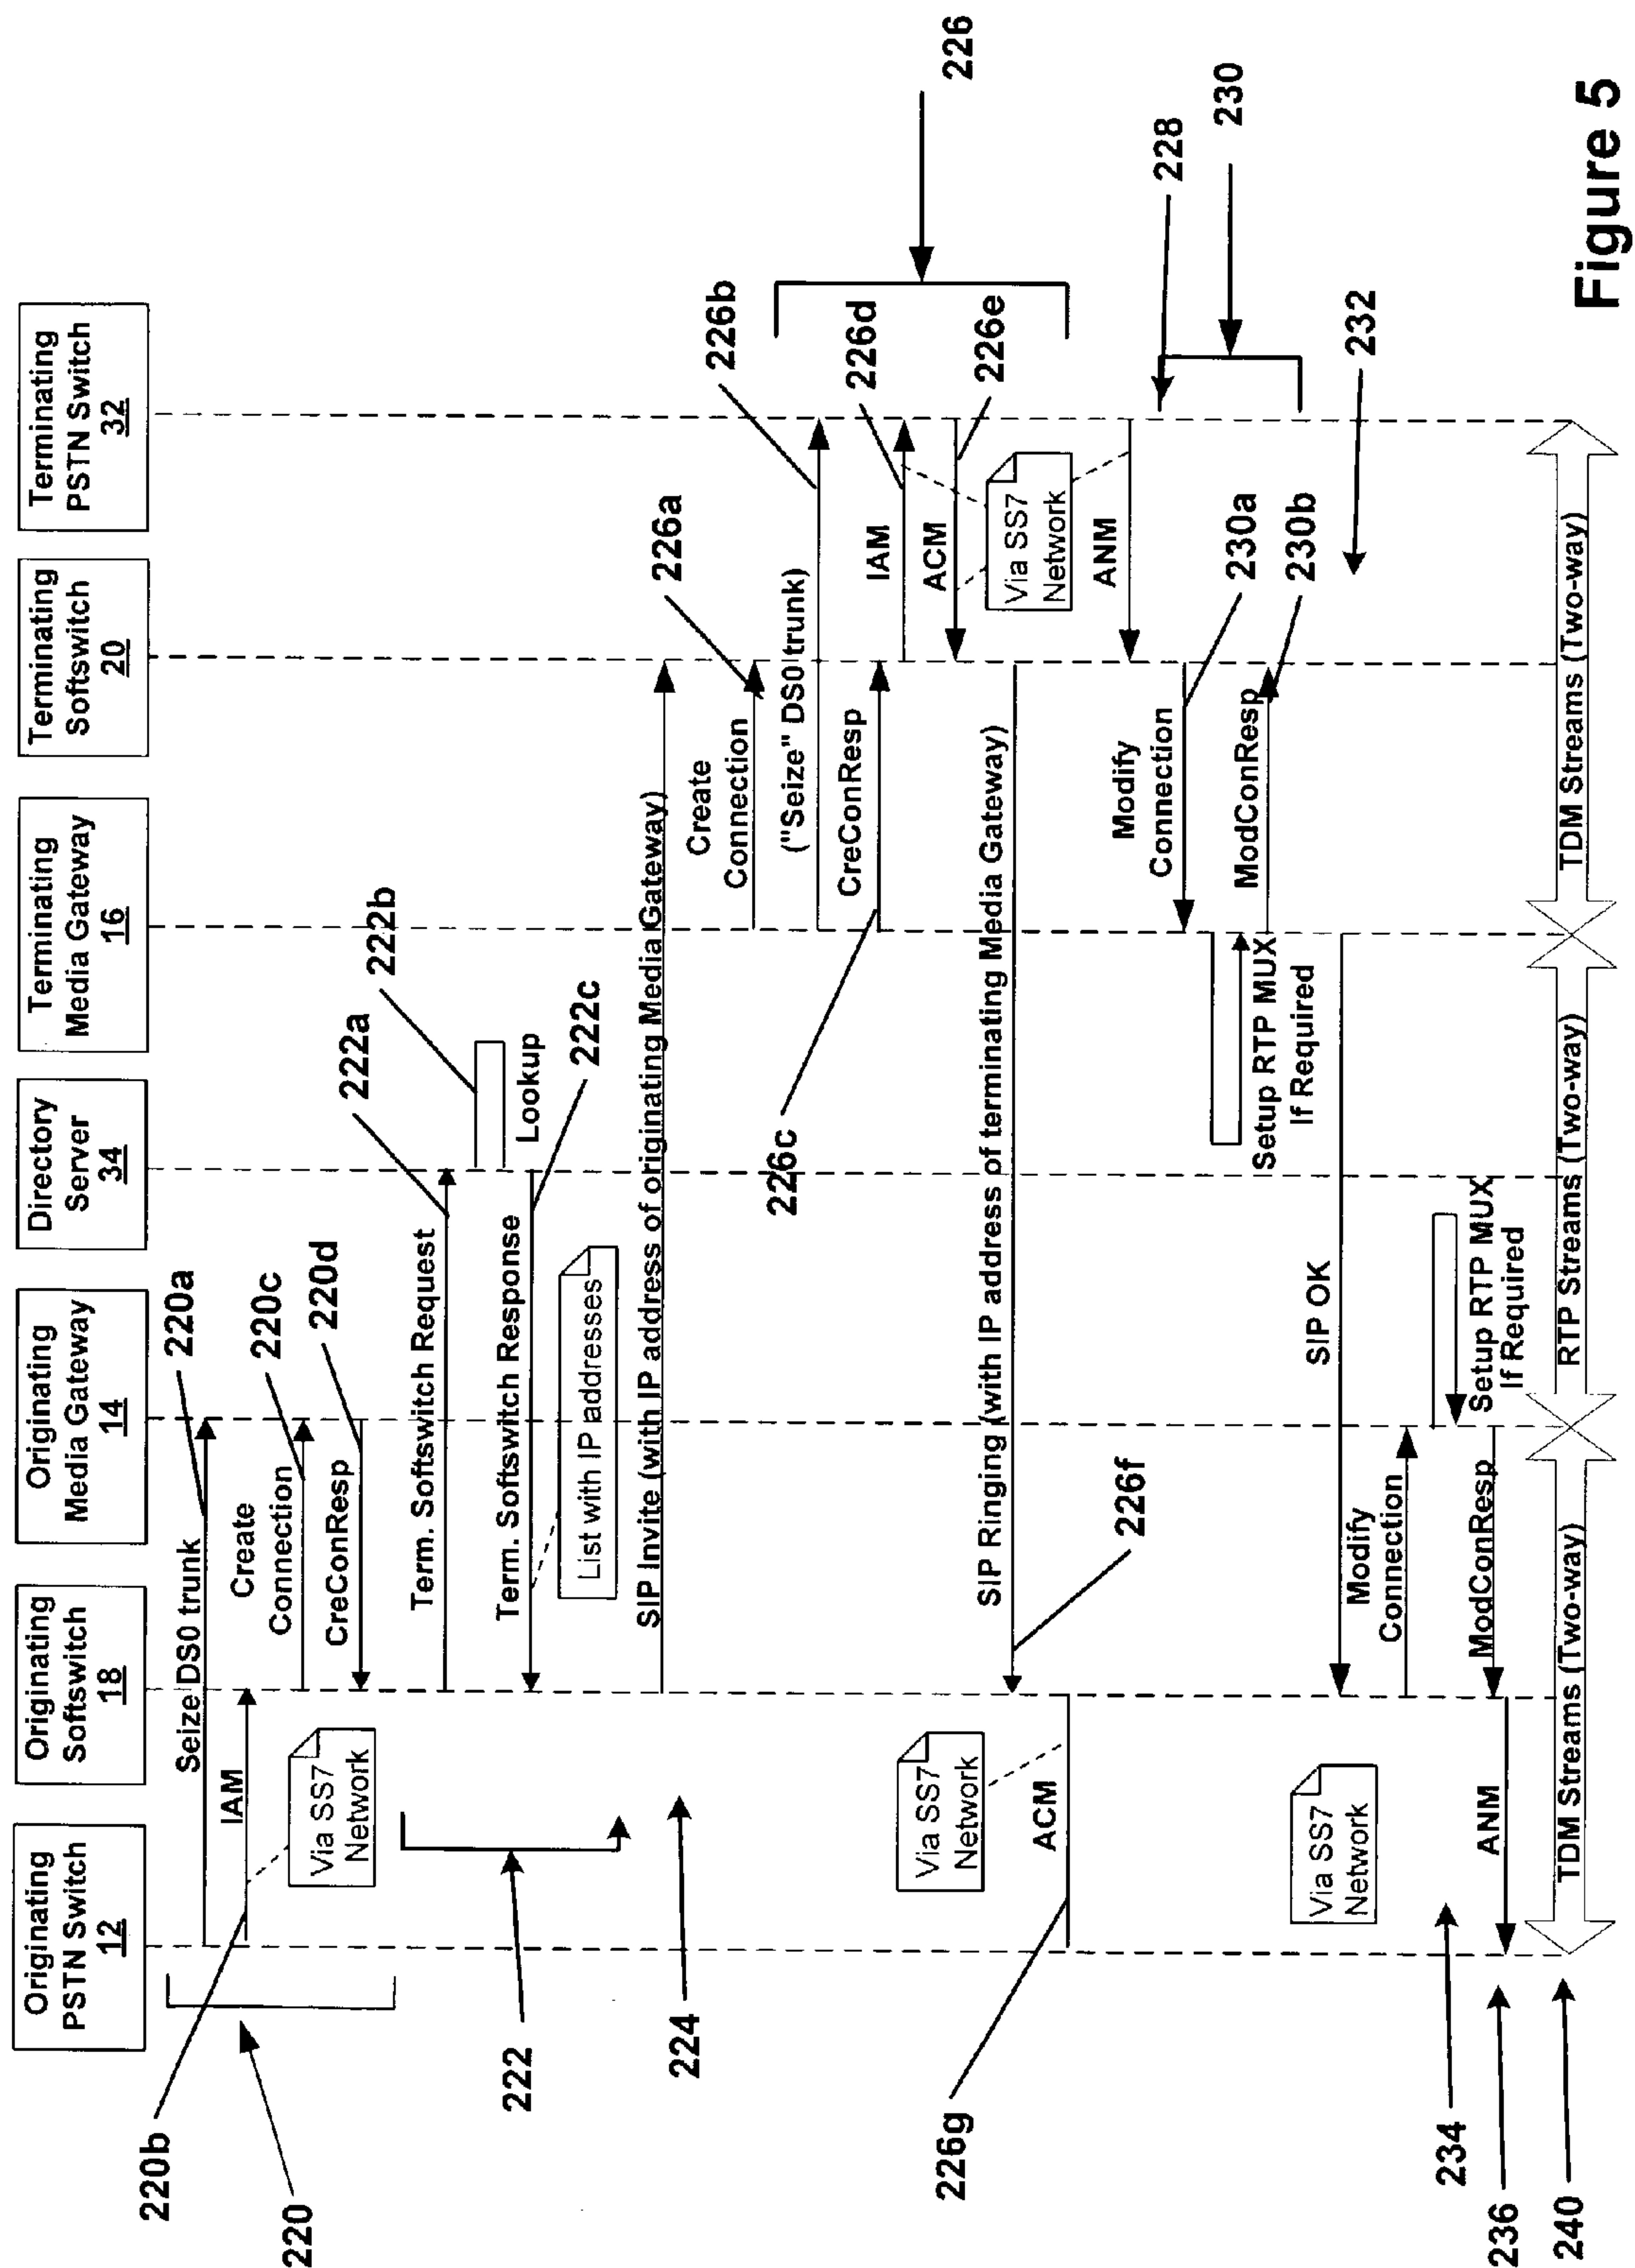 Originating
PSTN Switch
12
Originating
Softswitch
18
Originating
Media Gateway
14
Directory
Server
34
Terminating
Media Gateway
16
Terminating
Softswitch
20
Terminating
PSTN Switch
32
220
220a
Seize DS0 trunk
220b
IAM
Via SS7
Network
220c
Create
Connection
220d
CreConResp
222
222a
Term. Softswitch Request
222b
Lookup
222c
Term. Softswitch Response
List with IP addresses
224
SIP Invite (with IP address of originating Media Gateway)
226
226a
Create
Connection
226b
("Seize" DS0 trunk)
226c
CreConResp
226d
IAM
226e
ACM
Via SS7
Network
226f
SIP Ringing (with IP address of terminating Media Gateway)
226g
Via SS7
Network
ACM
228
ANM
230
230a
Modify
Connection
230b
ModConResp
Setup RTP MUX
If Required
232
SIP OK
234
Modify
Connection
Setup RTP MUX
If Required
ModConResp
236
Via SS7
Network
ANM
240
TDM Streams (Two-way)
RTP Streams (Two-way)
TDM Streams (Two-way)
Figure 5